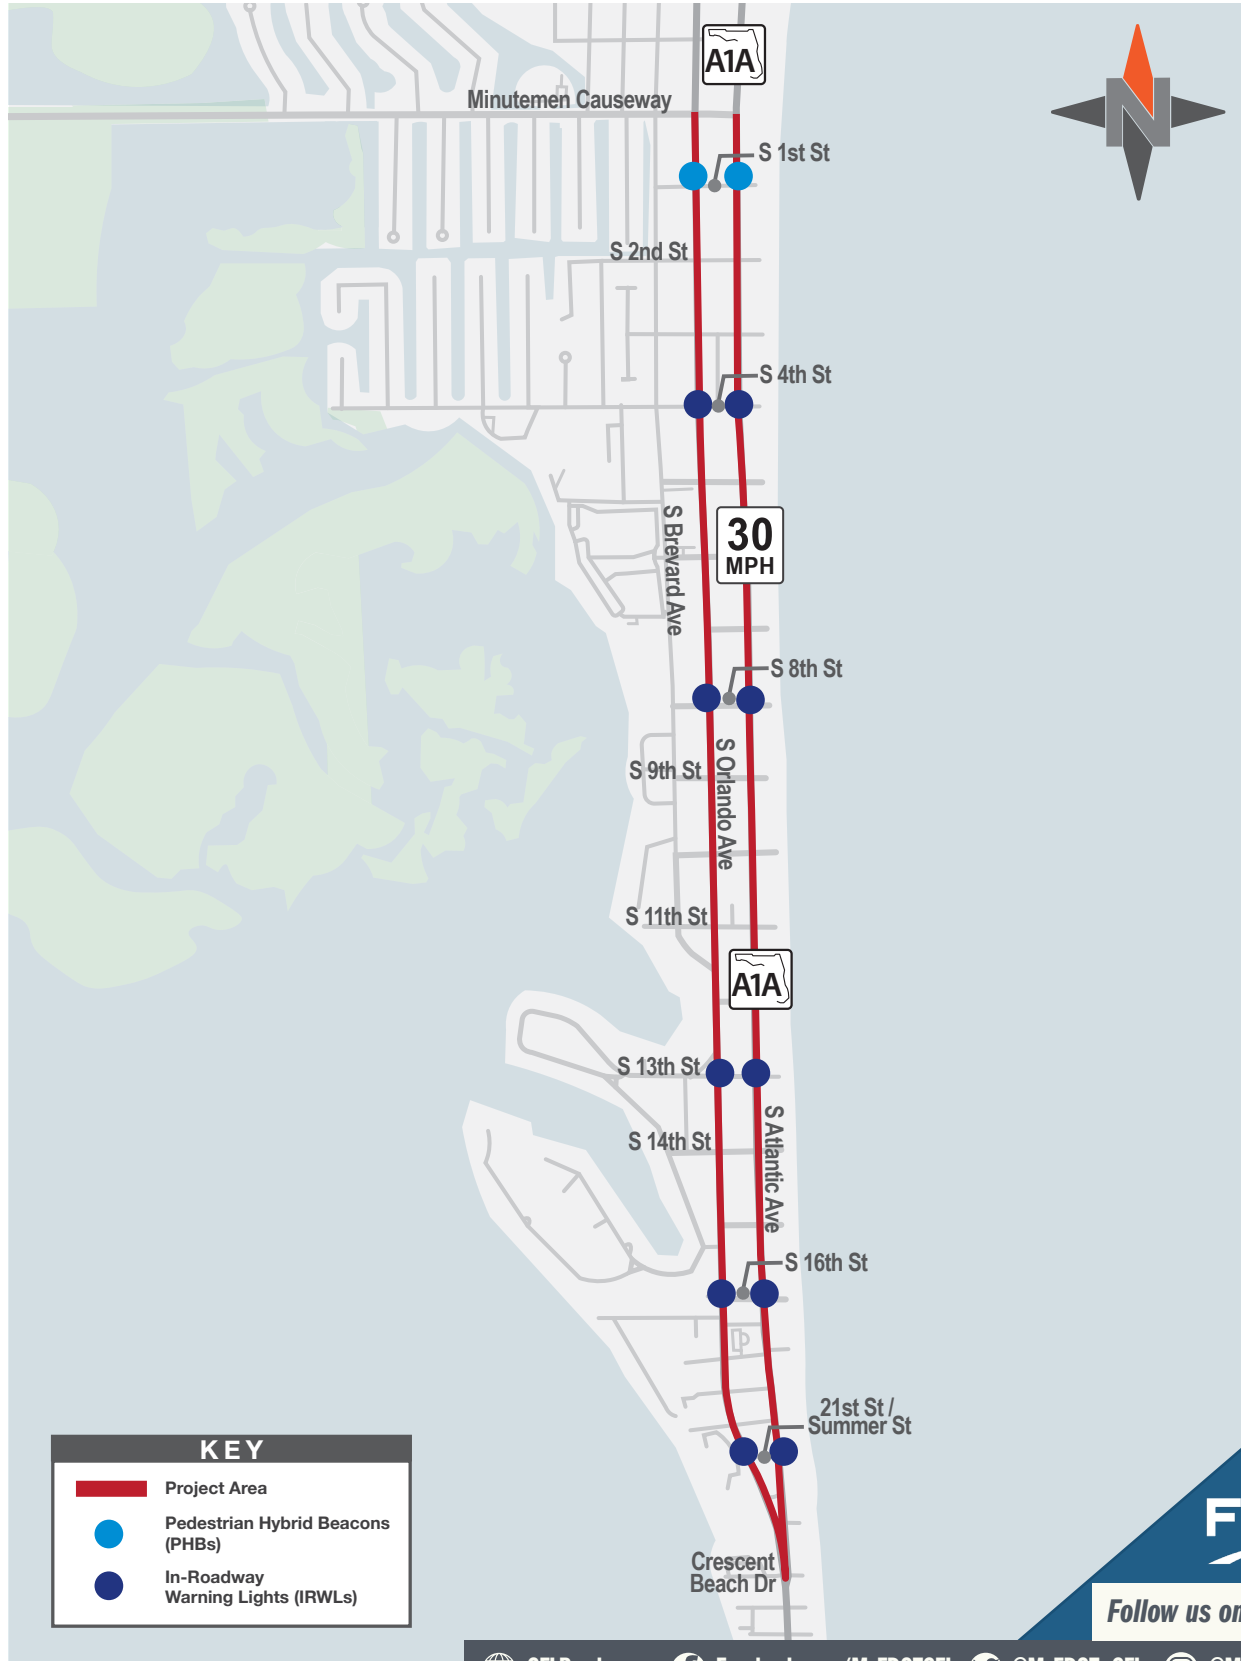 A1A
Minutemen Causeway
N
S 1st St
S 2nd St
S 4th St
S Brevard Ave
30
MPH
S 8th St
S Orlando Ave
S 9th St
S 11th St
A1A
S 13th St
S Atlantic Ave
S 14th St
S 16th St
21st St /
Summer St
Crescent
Beach Dr
KEY
Project Area
Pedestrian Hybrid Beacons
(PHBs)
In-Roadway
Warning Lights (IRWLs)
F
Follow us on